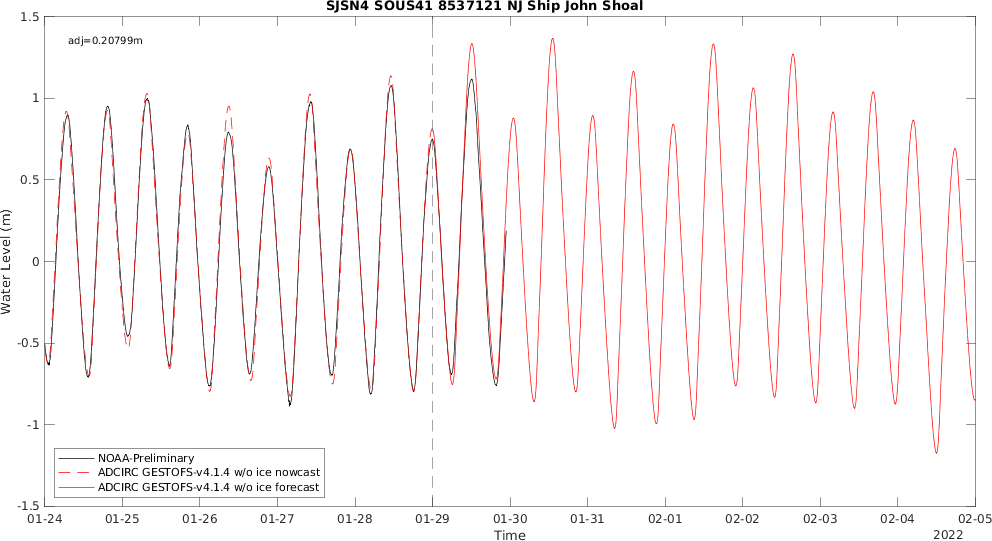 SJSN4 SOUS41 8537121 NJ Ship John Shoal
adj=0.20799m
1.5
1
0.5
0
-0.5
-1
-1.5
Water Level (m)
NOAA-Preliminary
ADCIRC GESTOFS-v4.1.4 w/o ice nowcast
ADCIRC GESTOFS-v4.1.4 w/o ice forecast
01-24 01-25 01-26 01-27 01-28 01-29 01-30 01-31 02-01 02-02 02-03 02-04 02-05
Time
2022